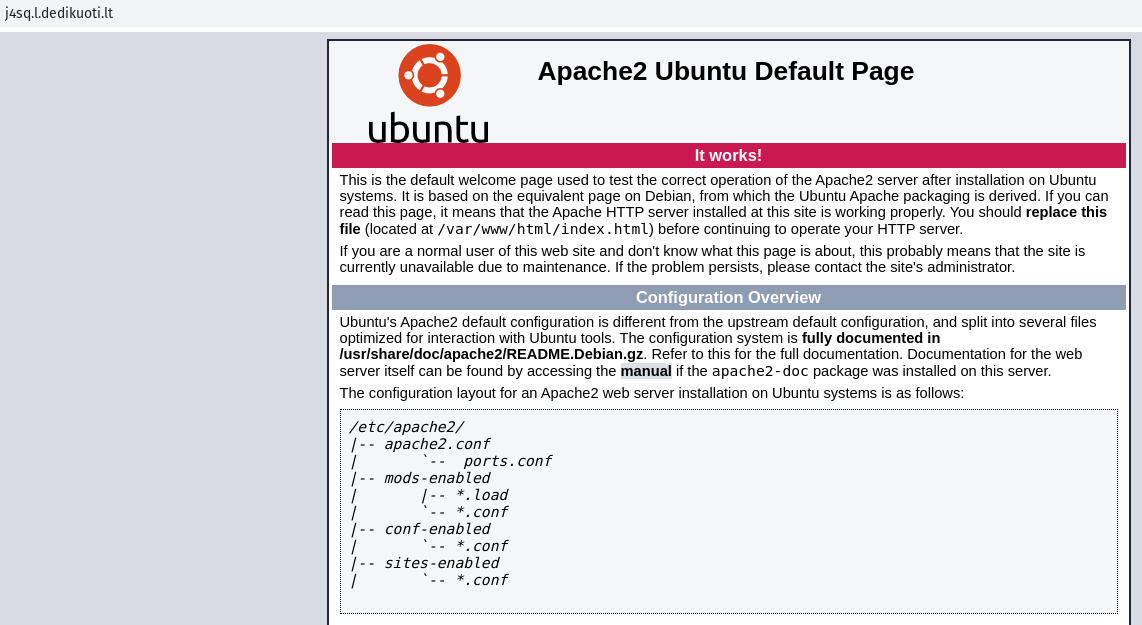 j4sq.l.dedikuoti.lt
ubuntu
Apache2 Ubuntu Default Page
It works!
This is the default welcome page used to test the correct operation of the Apache2 server after installation on Ubuntu
systems. It is based on the equivalent page on Debian, from which the Ubuntu Apache packaging is derived. If you can
read this page, it means that the Apache HTTP server installed at this site is working properly. You should replace this
file (located at /var/www/html/index.html) before continuing to operate your HTTP server.
If you are a normal user of this web site and don't know what this page is about, this probably means that the site is
currently unavailable due to maintenance. If the problem persists, please contact the site's administrator.
Configuration Overview
Ubuntu's Apache2 default configuration is different from the upstream default configuration, and split into several files
optimized for interaction with Ubuntu tools. The configuration system is fully documented in
/usr/share/doc/apache2/README.Debian.gz. Refer to this for the full documentation. Documentation for the web
server itself can be found by accessing the manual if the apache2-doc package was installed on this server.
The configuration layout for an Apache2 web server installation on Ubuntu systems is as follows:
/etc/apache2/
|-- apache2.conf
|       `--  ports.conf
|-- mods-enabled
|       |-- *.load
|       `-- *.conf
|-- conf-enabled
|       `-- *.conf
|-- sites-enabled
|       `-- *.conf